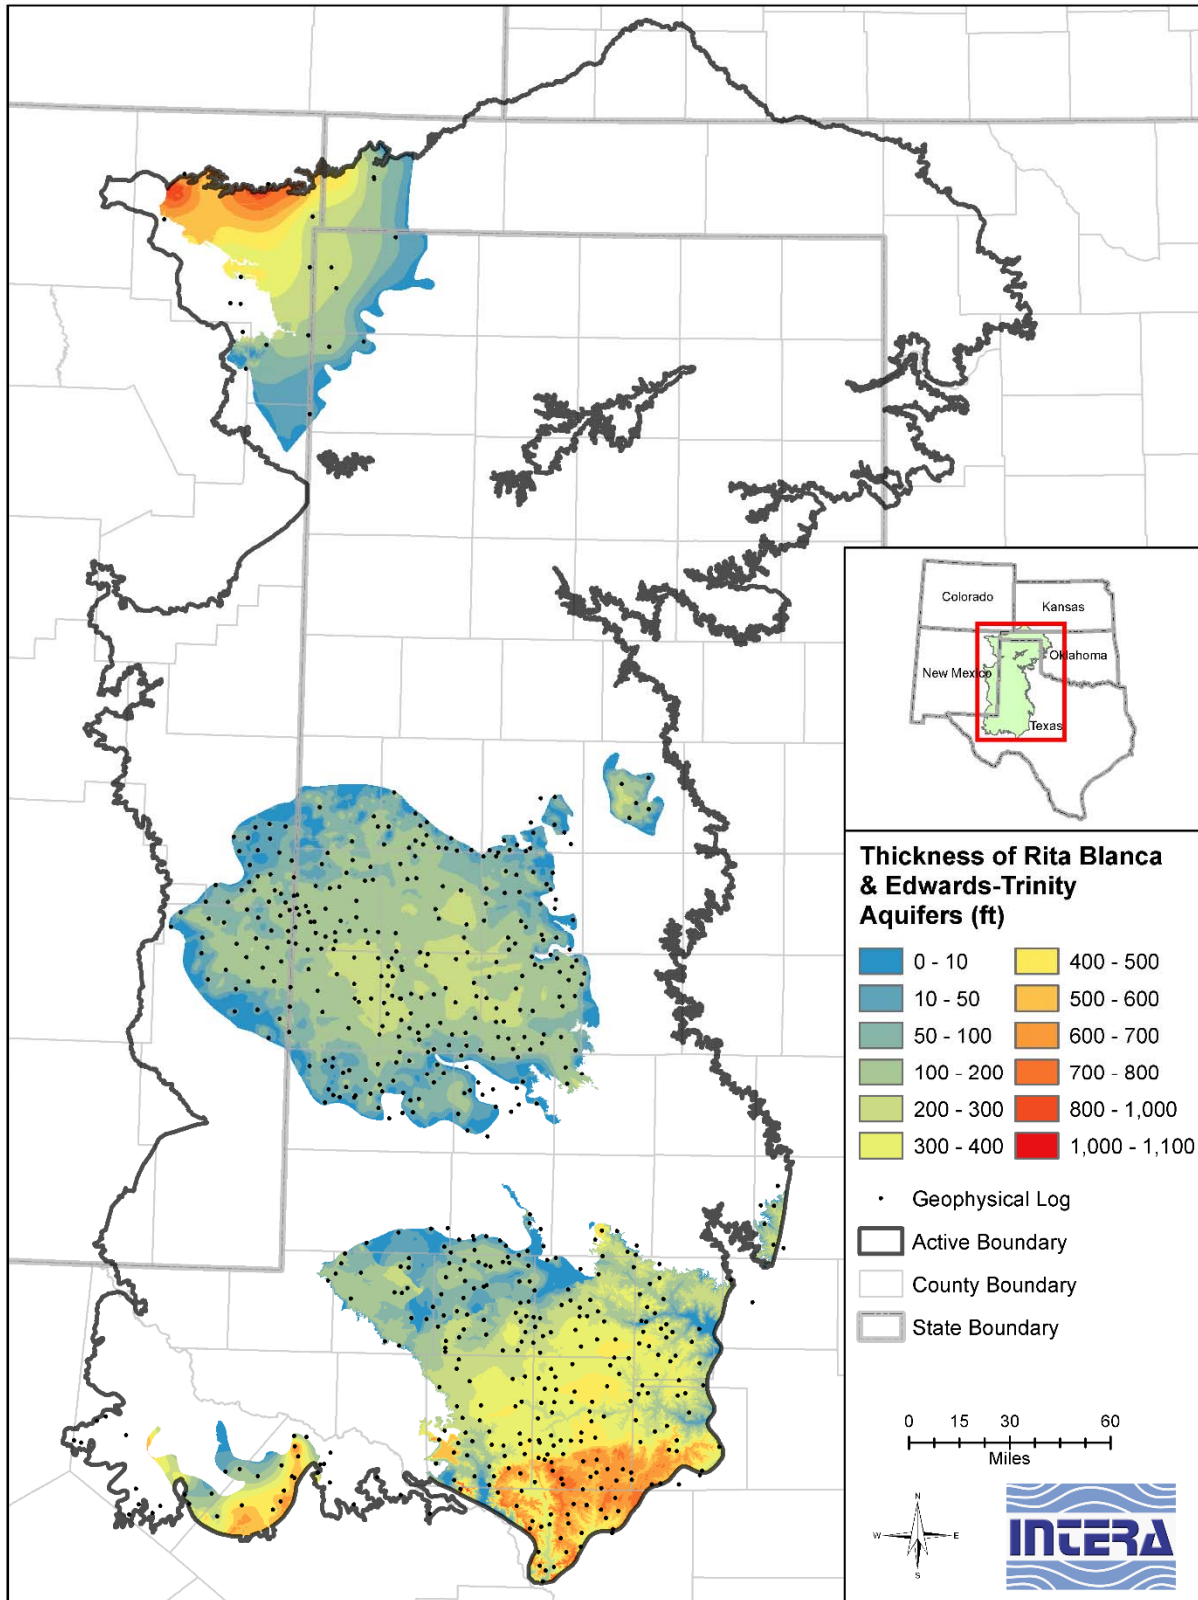 Colorado
Kansas
New Mexico
Oklahoma
Texas
Thickness of Rita Blanca
& Edwards-Trinity
Aquifers (ft)
0 - 10
10 - 50
50 - 100
100 - 200
200 - 300
300 - 400
400 - 500
500 - 600
600 - 700
700 - 800
800 - 1,000
1,000 - 1,100
Geophysical Log
Active Boundary
County Boundary
State Boundary
0 15 30 60
Miles
N
W E
S
INTERA